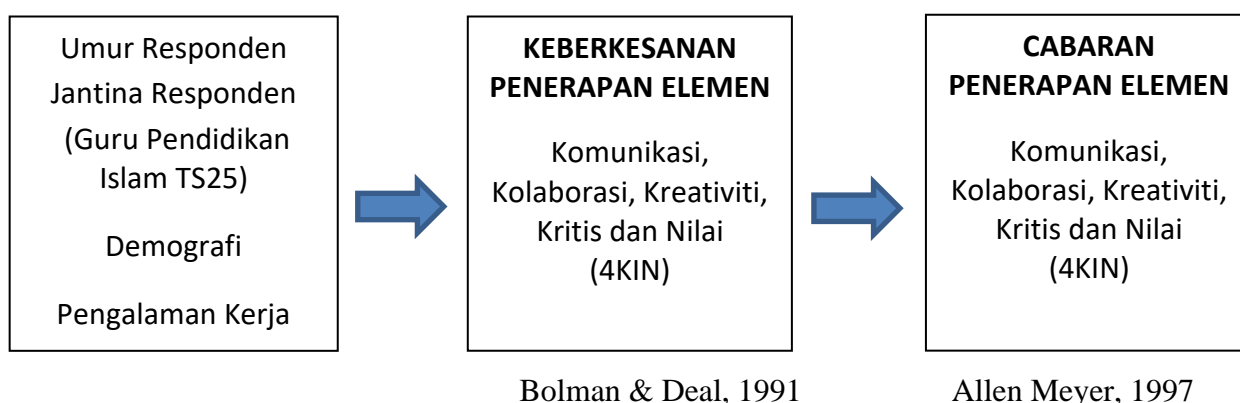 Umur Responden
Jantina Responden
(Guru Pendidikan
Islam TS25)
Demografi
Pengalaman Kerja
KEBERKESANAN
PENERAPAN ELEMEN
Komunikasi,
Kolaborasi, Kreativiti,
Kritis dan Nilai
(4KIN)
CABARAN
PENERAPAN ELEMEN
Komunikasi,
Kolaborasi, Kreativiti,
Kritis dan Nilai
(4KIN)
Bolman & Deal, 1991
Allen Meyer, 1997